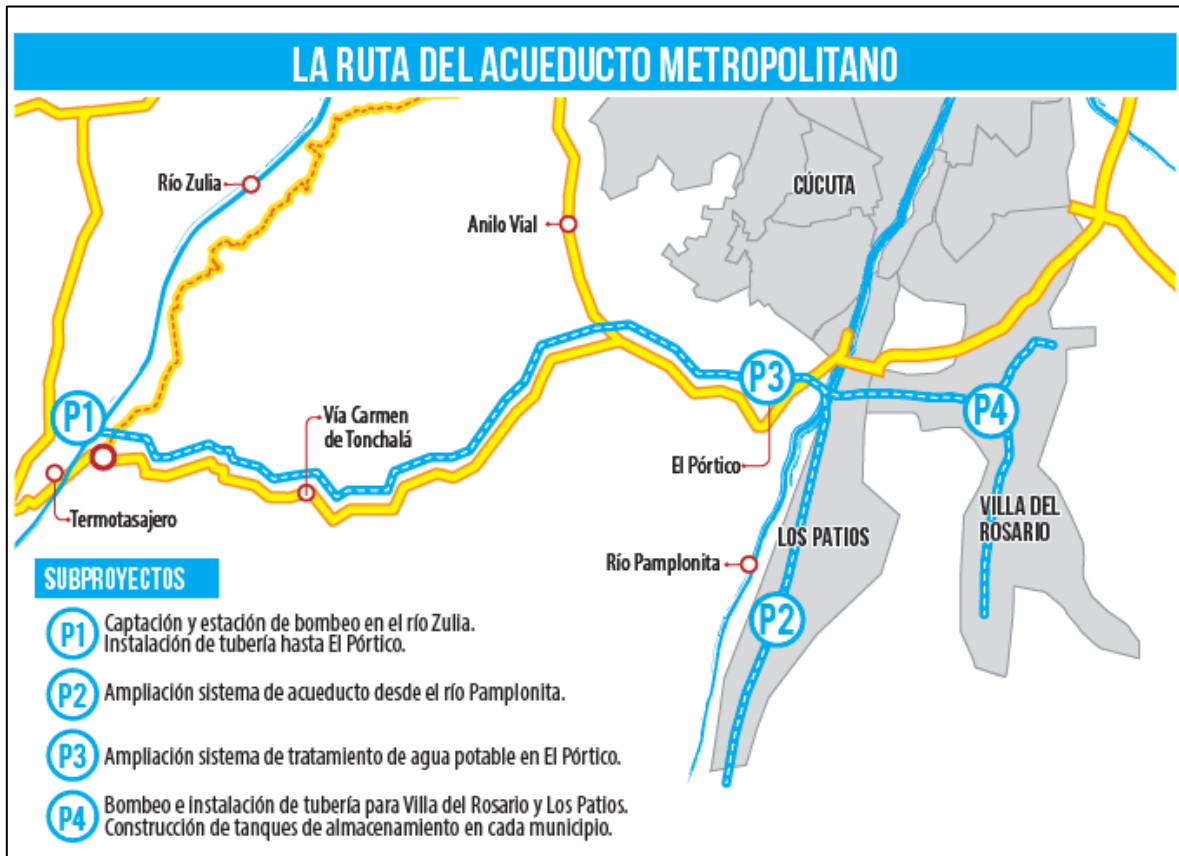 LA RUTA DEL ACUEDUCTO METROPOLITANO
Río Zulia
Anilo Vial
CÚCUTA
P1
Vía Carmen
de Tonchalá
P3
P4
El Pórtico
Termotasajero
VILLA DEL
ROSARIO
LOS PATIOS
Río Pamplonita
P2
SUBPROYECTOS
P1 Captación y estación de bombeo en el río Zulia.
Instalación de tubería hasta El Pórtico.
P2 Ampliación sistema de acueducto desde el río Pamplonita.
P3 Ampliación sistema de tratamiento de agua potable en El Pórtico.
P4 Bombeo e instalación de tubería para Villa del Rosario y Los Patios.
Construcción de tanques de almacenamiento en cada municipio.